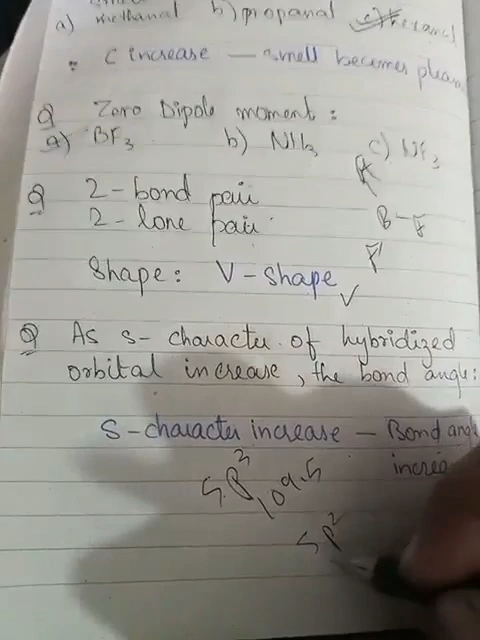 a) methanal b) propanal c) Hexanal
∴ C increase — smell becomes pleas
Q Zero Dipole moment :
a) BF3 b) NH3 c) NF3
Q 2-bond pair
2-lone pair
F
B-F
F
Shape : V-shape ✓
Q As s-character of hybridized
orbital increase, the bond angle:
S-character increase — Bond angle
increa
SP3 109.5
SP2